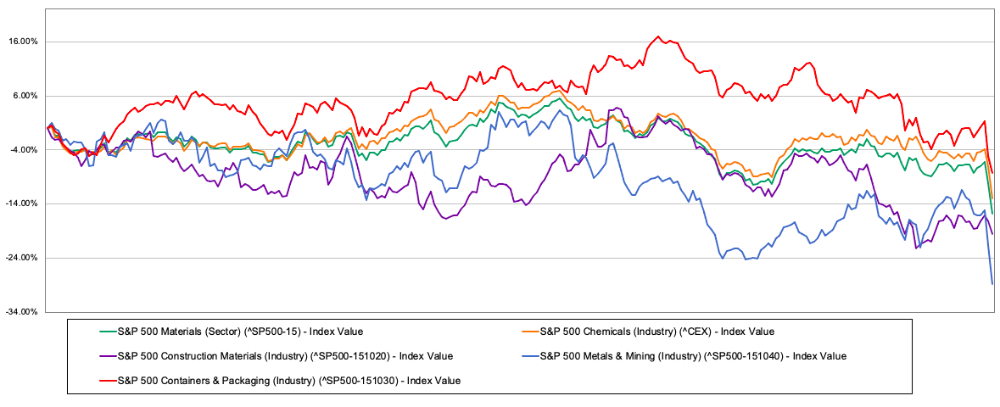 16.00%
6.00%
-4.00%
-14.00%
-24.00%
-34.00%
S&P 500 Materials (Sector) (^SP500-15) - Index Value
S&P 500 Chemicals (Industry) (^CEX) - Index Value
S&P 500 Construction Materials (Industry) (^SP500-151020) - Index Value
S&P 500 Metals & Mining (Industry) (^SP500-151040) - Index Value
S&P 500 Containers & Packaging (Industry) (^SP500-151030) - Index Value